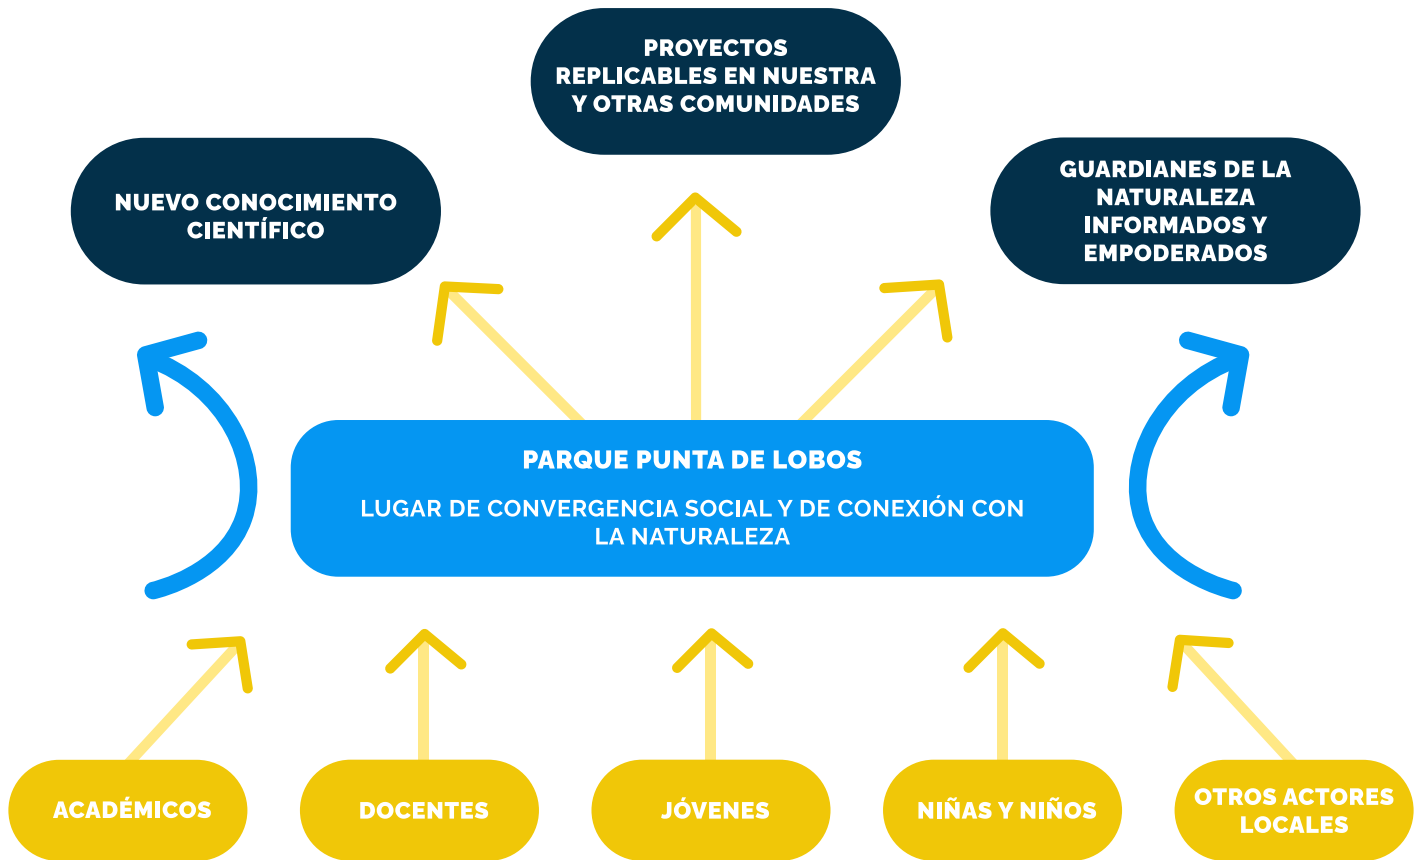 PROYECTOS
REPLICABLES EN NUESTRA
Y OTRAS COMUNIDADES
NUEVO CONOCIMIENTO
CIENTÍFICO
GUARDIANES DE LA
NATURALEZA
INFORMADOS Y
EMPODERADOS
PARQUE PUNTA DE LOBOS
LUGAR DE CONVERGENCIA SOCIAL Y DE CONEXIÓN CON
LA NATURALEZA
ACADÉMICOS
DOCENTES
JÓVENES
NIÑAS Y NIÑOS
OTROS ACTORES
LOCALES